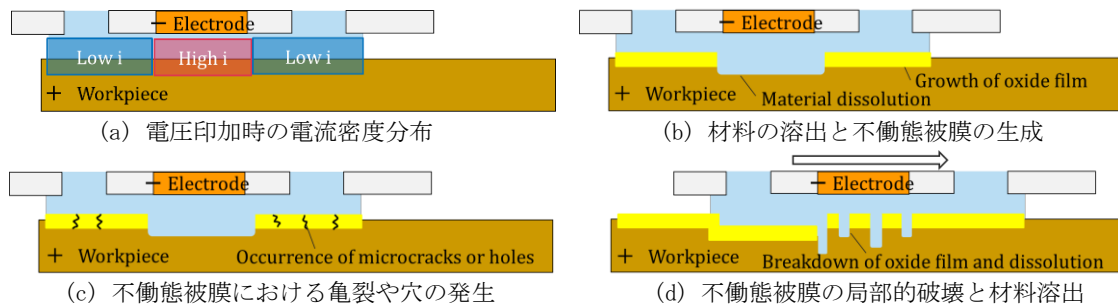 − Electrode
Low i High i Low i
+ Workpiece
(a) 電圧印加時の電流密度分布
− Electrode
Growth of oxide film
+ Workpiece Material dissolution
(b) 材料の溶出と不働態被膜の生成
− Electrode
+ Workpiece Occurrence of microcracks or holes
(c) 不働態被膜における亀裂や穴の発生
− Electrode
+ Workpiece Breakdown of oxide film and dissolution
(d) 不働態被膜の局部的破壊と材料溶出